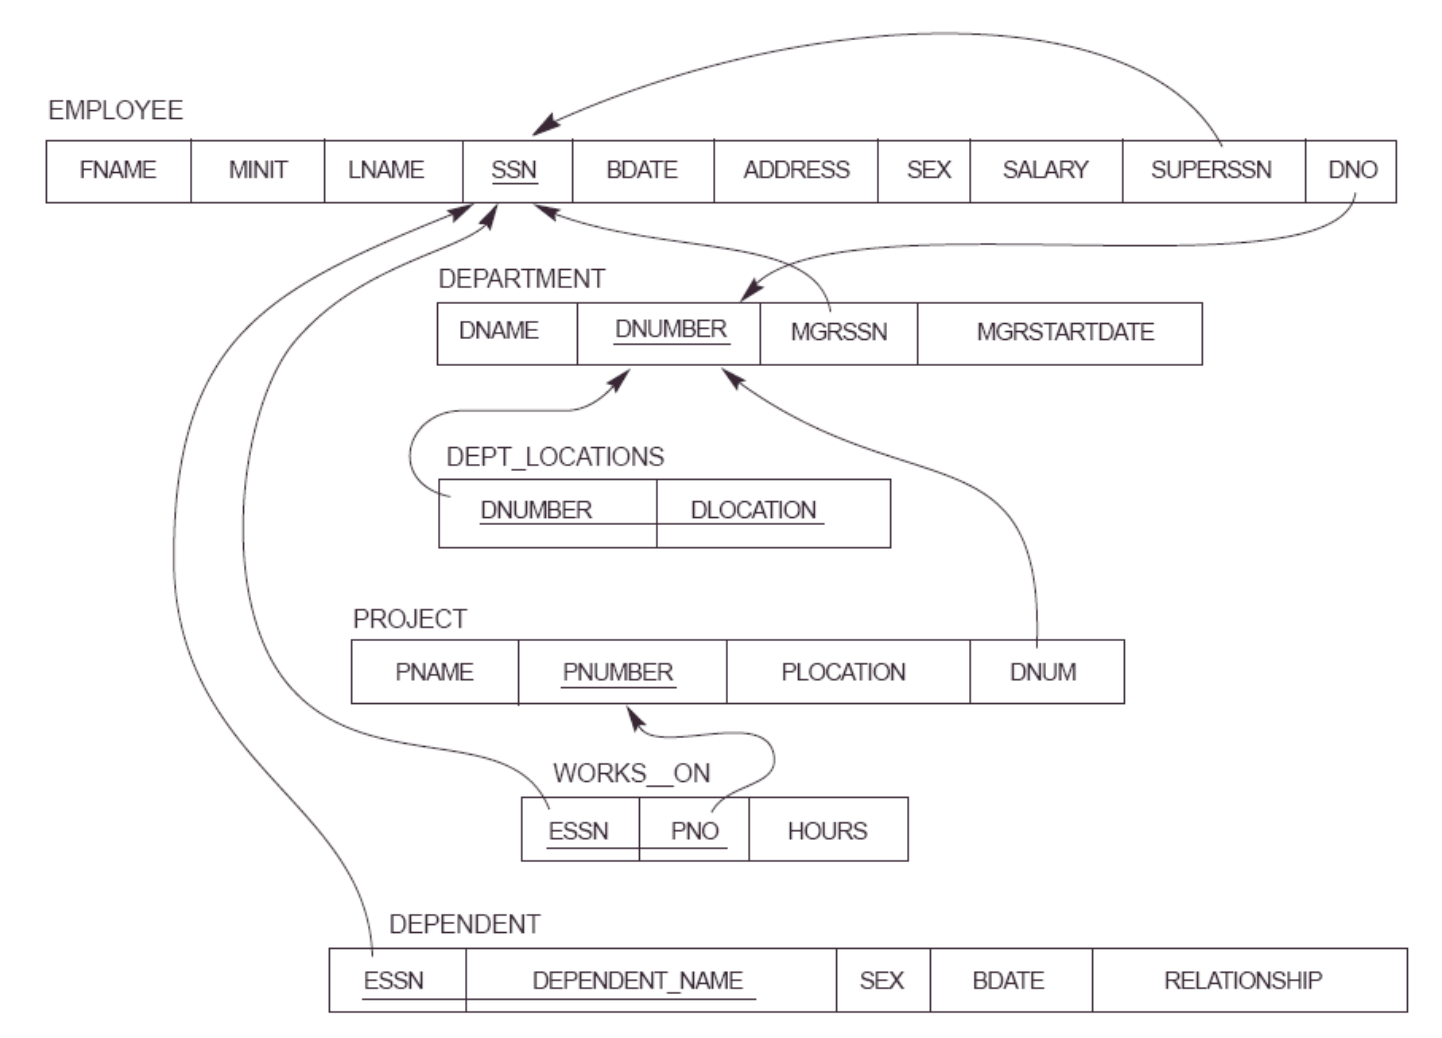 EMPLOYEE
FNAME MINIT LNAME SSN BDATE ADDRESS SEX SALARY SUPERSSN DNO
DEPARTMENT
DNAME DNUMBER MGRSSN MGRSTARTDATE
DEPT_LOCATIONS
DNUMBER DLOCATION
PROJECT
PNAME PNUMBER PLOCATION DNUM
WORKS__ON
ESSN PNO HOURS
DEPENDENT
ESSN DEPENDENT_NAME SEX BDATE RELATIONSHIP